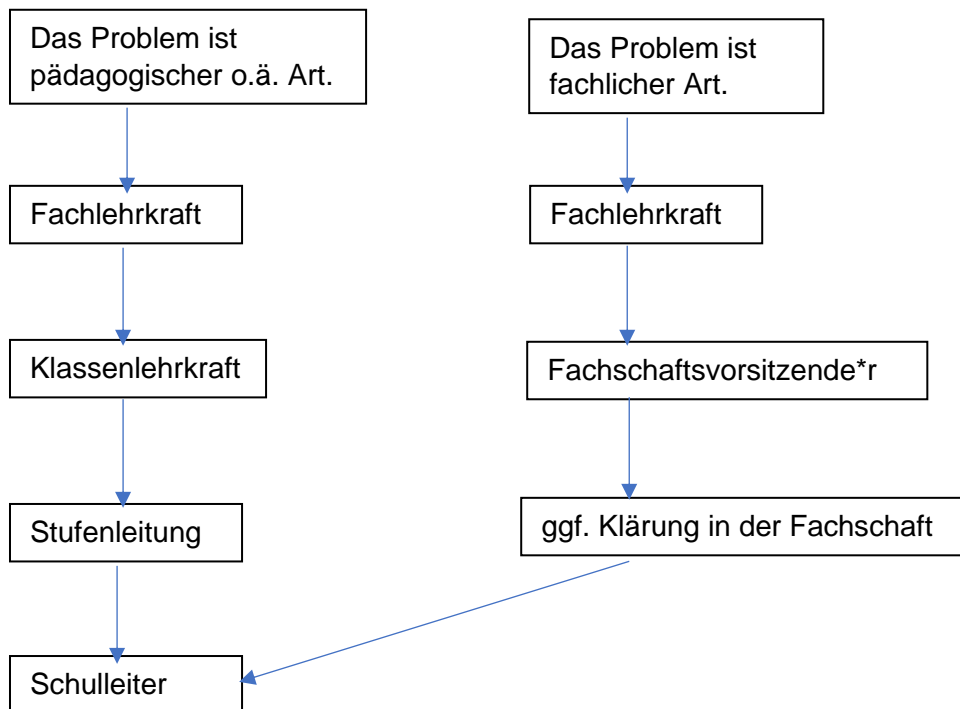 Das Problem ist
pädagogischer o.ä. Art.
Fachlehrkraft
Klassenlehrkraft
Stufenleitung
Schulleiter
Das Problem ist
fachlicher Art.
Fachlehrkraft
Fachschaftsvorsitzende*r
ggf. Klärung in der Fachschaft